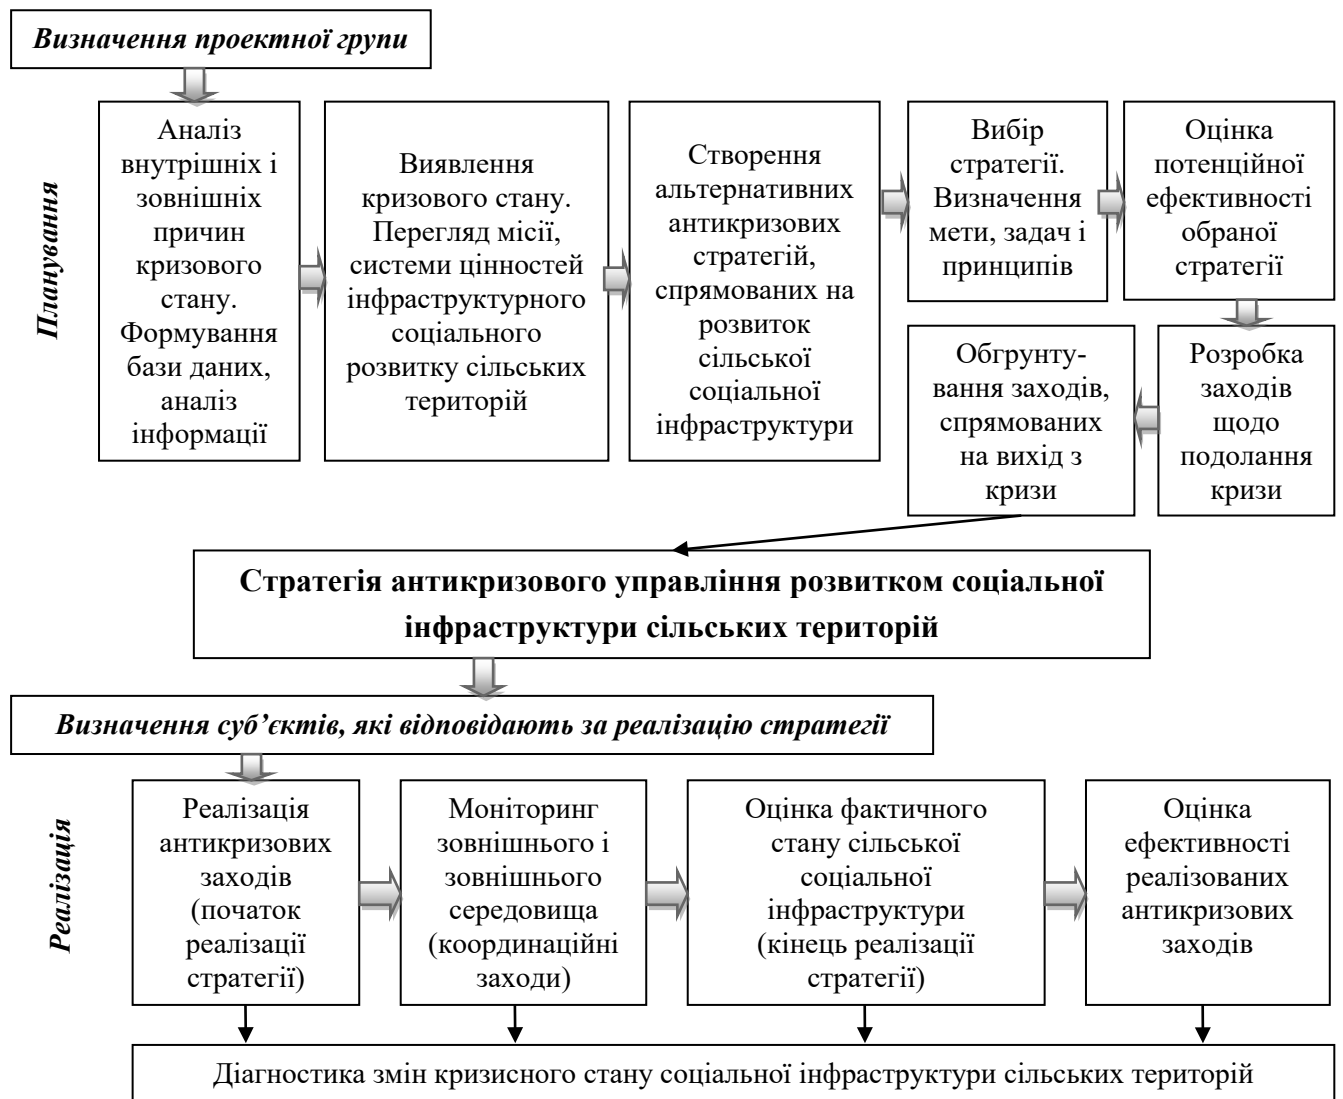 Визначення проектної групи
Планування
Аналіз
внутрішніх і
зовнішніх
причин
кризового
стану.
Формування
бази даних,
аналіз
інформації
Виявлення
кризового стану.
Перегляд місії,
системи цінностей
інфраструктурного
соціального
розвитку сільських
територій
Створення
альтернативних
антикризових
стратегій,
спрямованих на
розвиток
сільської
соціальної
інфраструктури
Вибір
стратегії.
Визначення
мети, задач і
принципів
Оцінка
потенційної
ефективності
обраної
стратегії
Розробка
заходів
щодо
подолання
кризи
Обгрунту-
вання заходів,
спрямованих
на вихід з
кризи
Стратегія антикризового управління розвитком соціальної
інфраструктури сільських територій
Визначення суб’єктів, які відповідають за реалізацію стратегії
Реалізація
Реалізація
антикризових
заходів
(початок
реалізації
стратегії)
Моніторинг
зовнішнього і
зовнішнього
середовища
(координаційні
заходи)
Оцінка фактичного
стану сільської
соціальної
інфраструктури
(кінець реалізації
стратегії)
Оцінка
ефективності
реалізованих
антикризових
заходів
Діагностика змін кризисного стану соціальної інфраструктури сільських територій